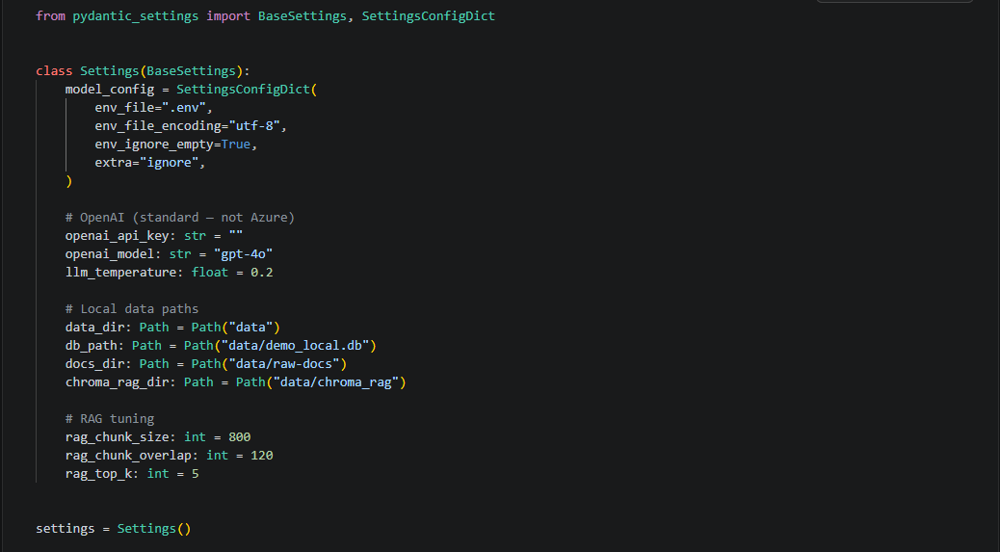 from pydantic_settings import BaseSettings, SettingsConfigDict
class Settings(BaseSettings):
    model_config = SettingsConfigDict(
        env_file=".env",
        env_file_encoding="utf-8",
        env_ignore_empty=True,
        extra="ignore",
    )
    # OpenAI (standard — not Azure)
    openai_api_key: str = ""
    openai_model: str = "gpt-4o"
    llm_temperature: float = 0.2
    # Local data paths
    data_dir: Path = Path("data")
    db_path: Path = Path("data/demo_local.db")
    docs_dir: Path = Path("data/raw-docs")
    chroma_rag_dir: Path = Path("data/chroma_rag")
    # RAG tuning
    rag_chunk_size: int = 800
    rag_chunk_overlap: int = 120
    rag_top_k: int = 5
settings = Settings()